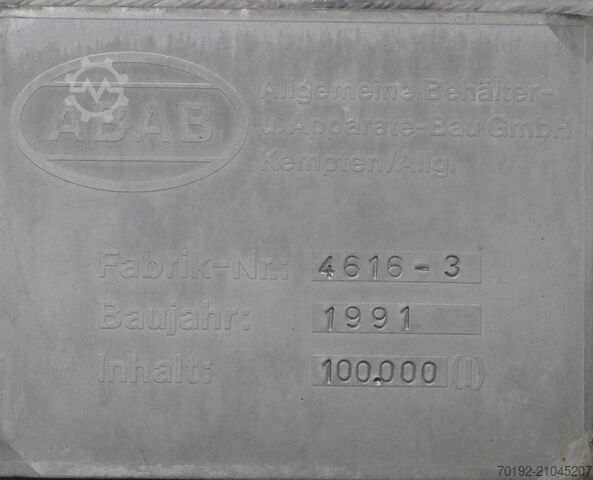 ABAB
Allgemeine Behälter-
u. Apparate-Bau GmbH
Kempten/Allg.
Fabrik-Nr.: 4616-3
Baujahr: 1991
Inhalt: 100.000 (l)
70192-21045207